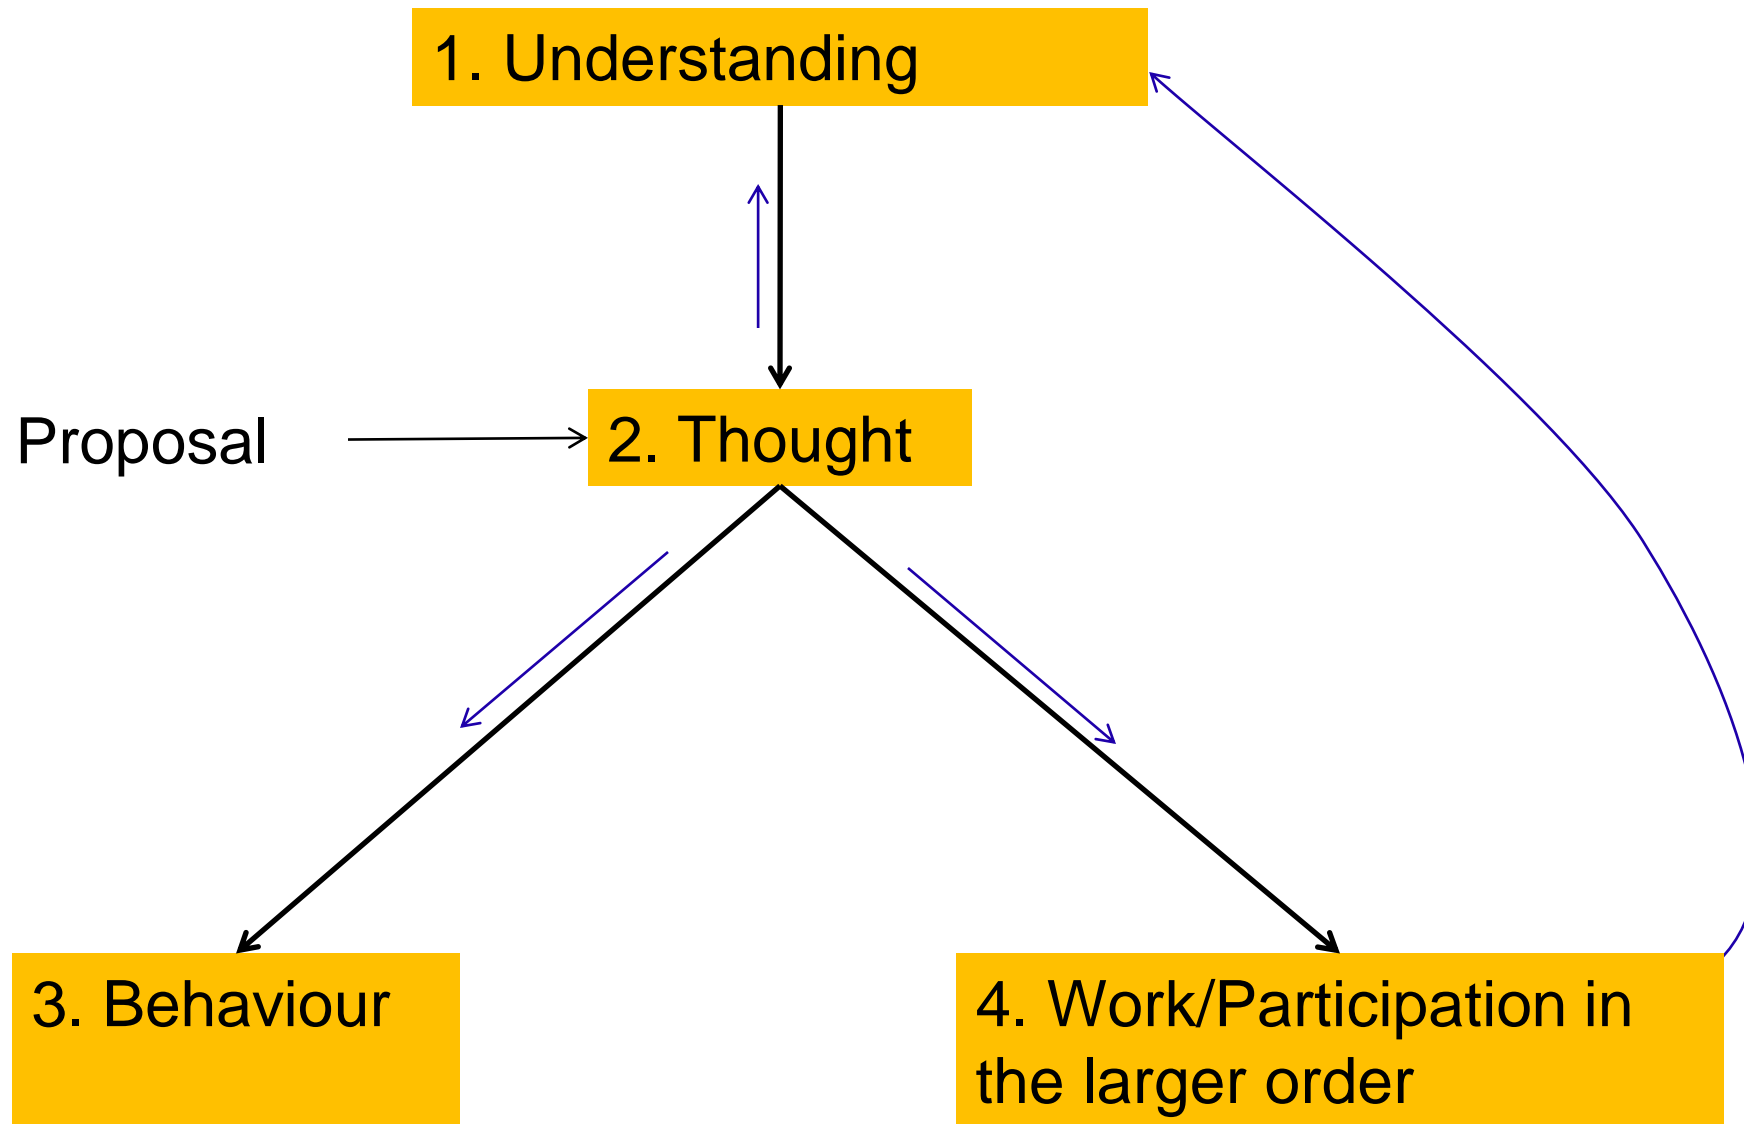 1. Understanding
Proposal
2. Thought
3. Behaviour
4. Work/Participation in
the larger order